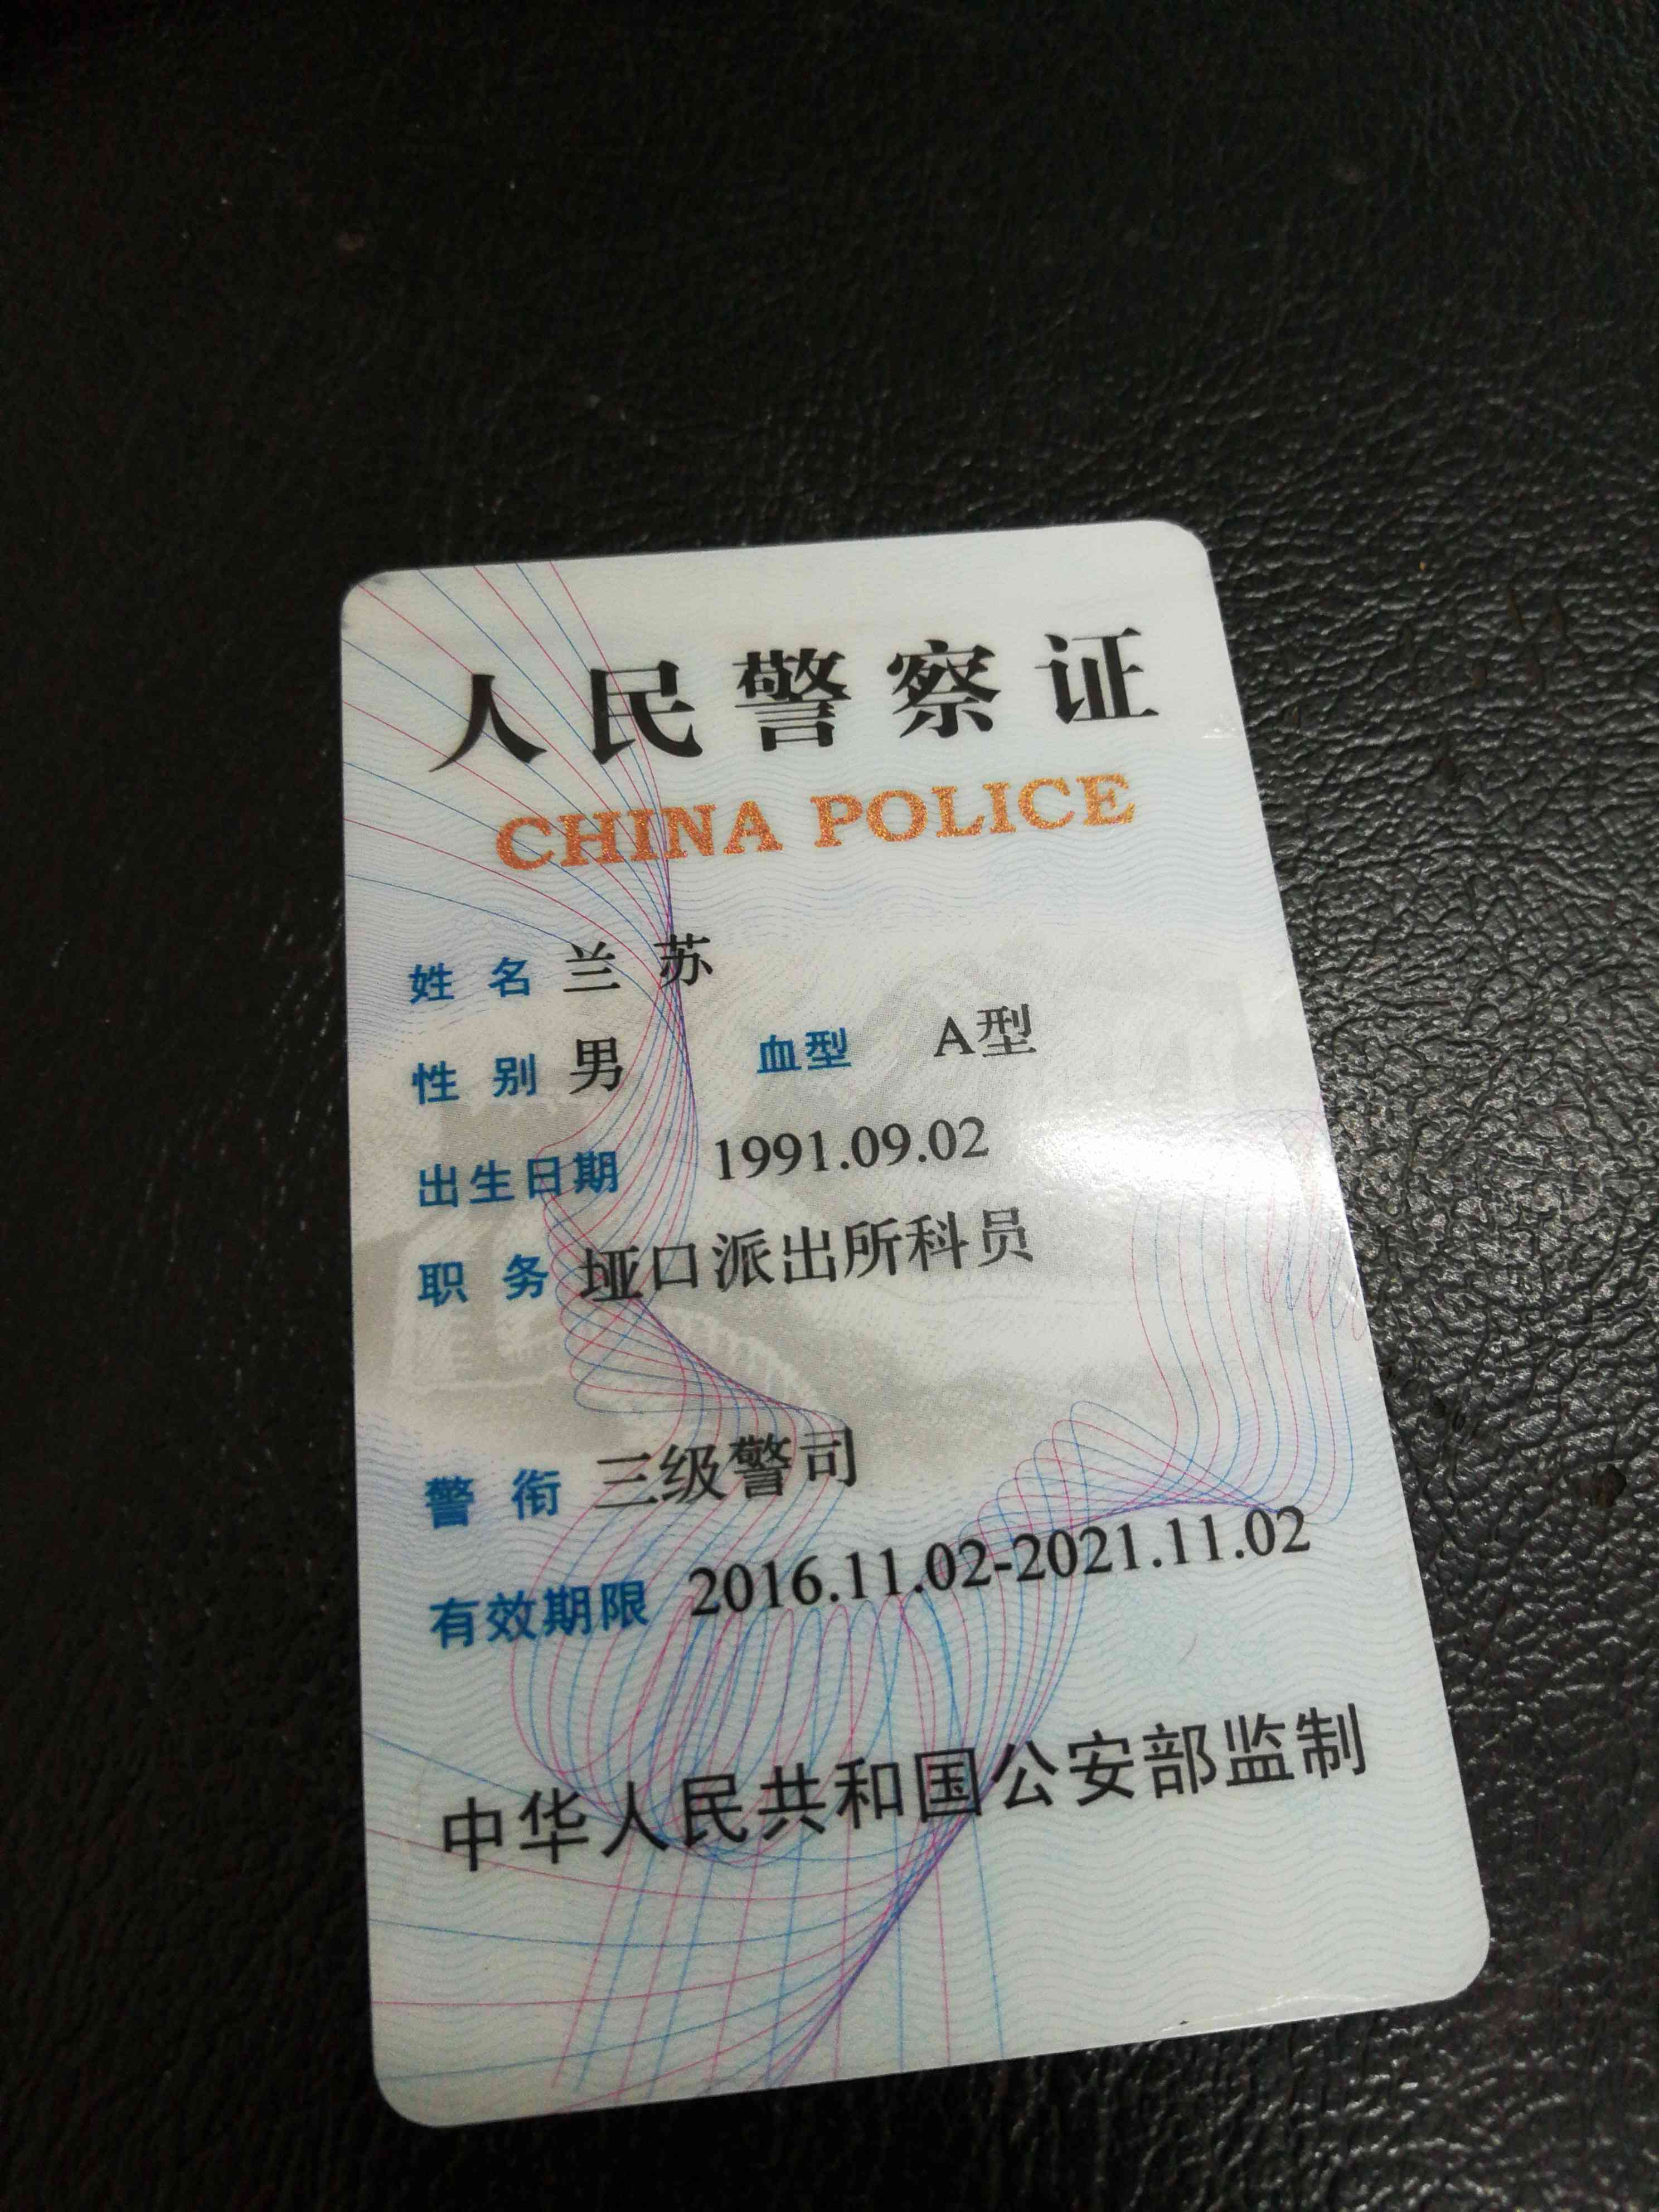 人民警察证
CHINA POLICE
姓 名 兰 苏
性 别 男 血型 A型
出生日期 1991.09.02
职 务 垭口派出所科员
警 衔 三级警司
有效期限 2016.11.02-2021.11.02
中华人民共和国公安部监制